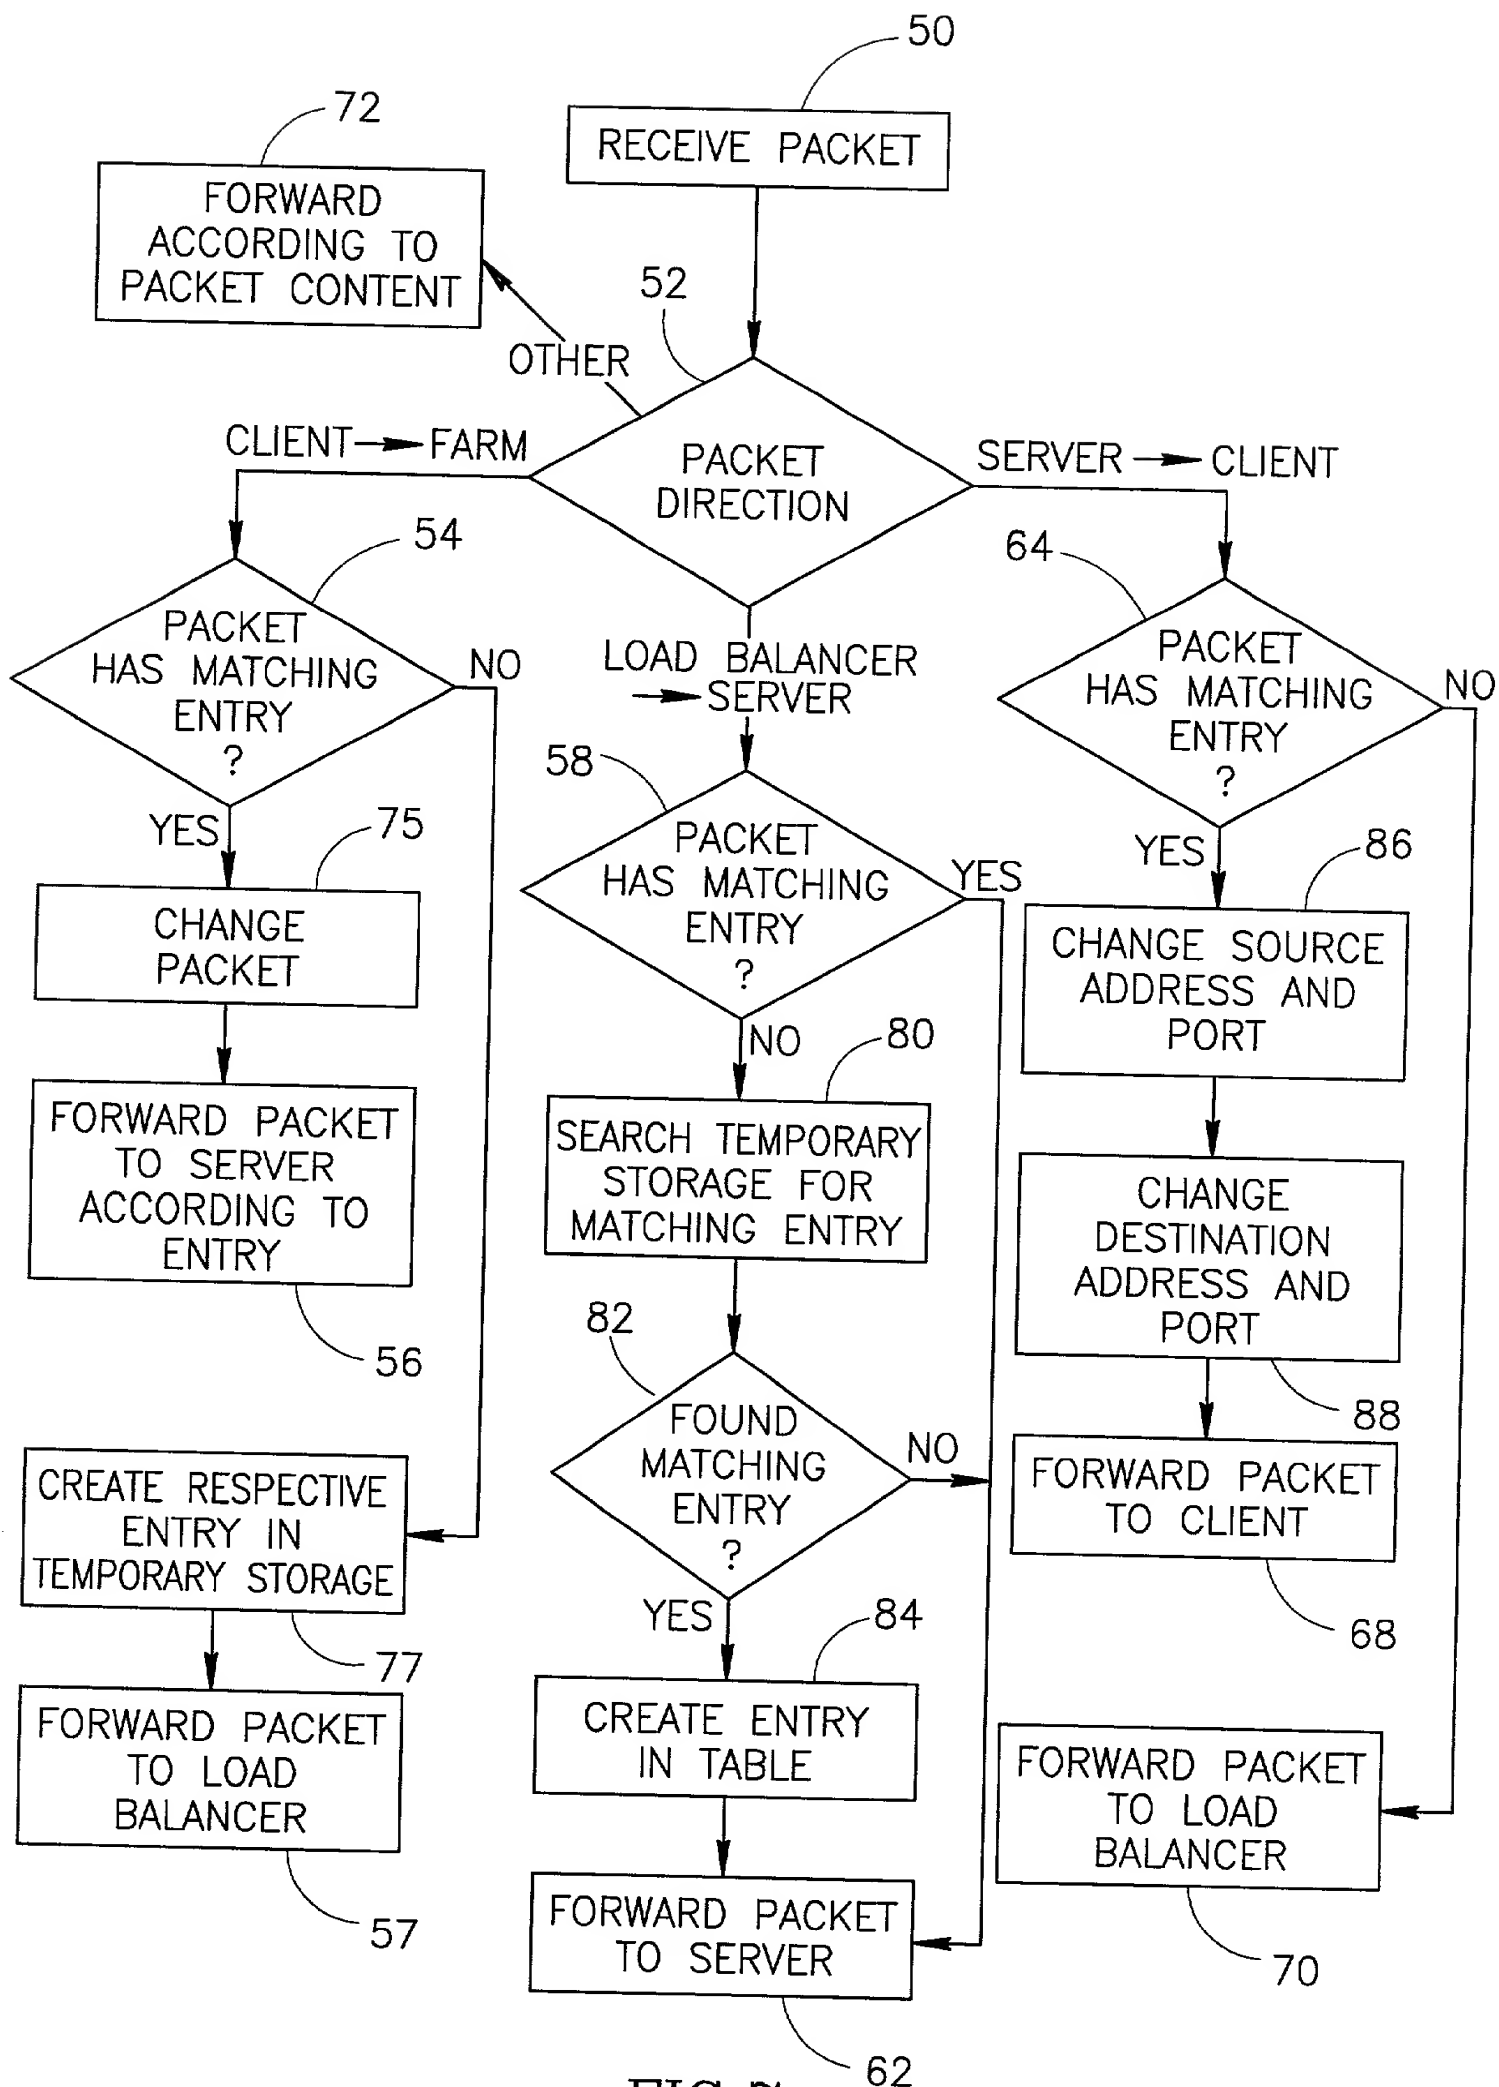 50
RECEIVE PACKET
72
FORWARD
ACCORDING TO
PACKET CONTENT
52
OTHER
CLIENT → FARM
PACKET
DIRECTION
SERVER → CLIENT
54
PACKET
HAS MATCHING
ENTRY
?
NO
YES
75
CHANGE
PACKET
FORWARD PACKET
TO SERVER
ACCORDING TO
ENTRY
56
CREATE RESPECTIVE
ENTRY IN
TEMPORARY STORAGE
77
FORWARD PACKET
TO LOAD
BALANCER
57
LOAD BALANCER
→ SERVER
58
PACKET
HAS MATCHING
ENTRY
?
YES
NO
80
SEARCH TEMPORARY
STORAGE FOR
MATCHING ENTRY
82
FOUND
MATCHING
ENTRY
?
NO
YES
84
CREATE ENTRY
IN TABLE
FORWARD PACKET
TO SERVER
62
64
PACKET
HAS MATCHING
ENTRY
?
NO
YES
86
CHANGE SOURCE
ADDRESS AND
PORT
CHANGE
DESTINATION
ADDRESS AND
PORT
88
FORWARD PACKET
TO CLIENT
68
FORWARD PACKET
TO LOAD
BALANCER
70